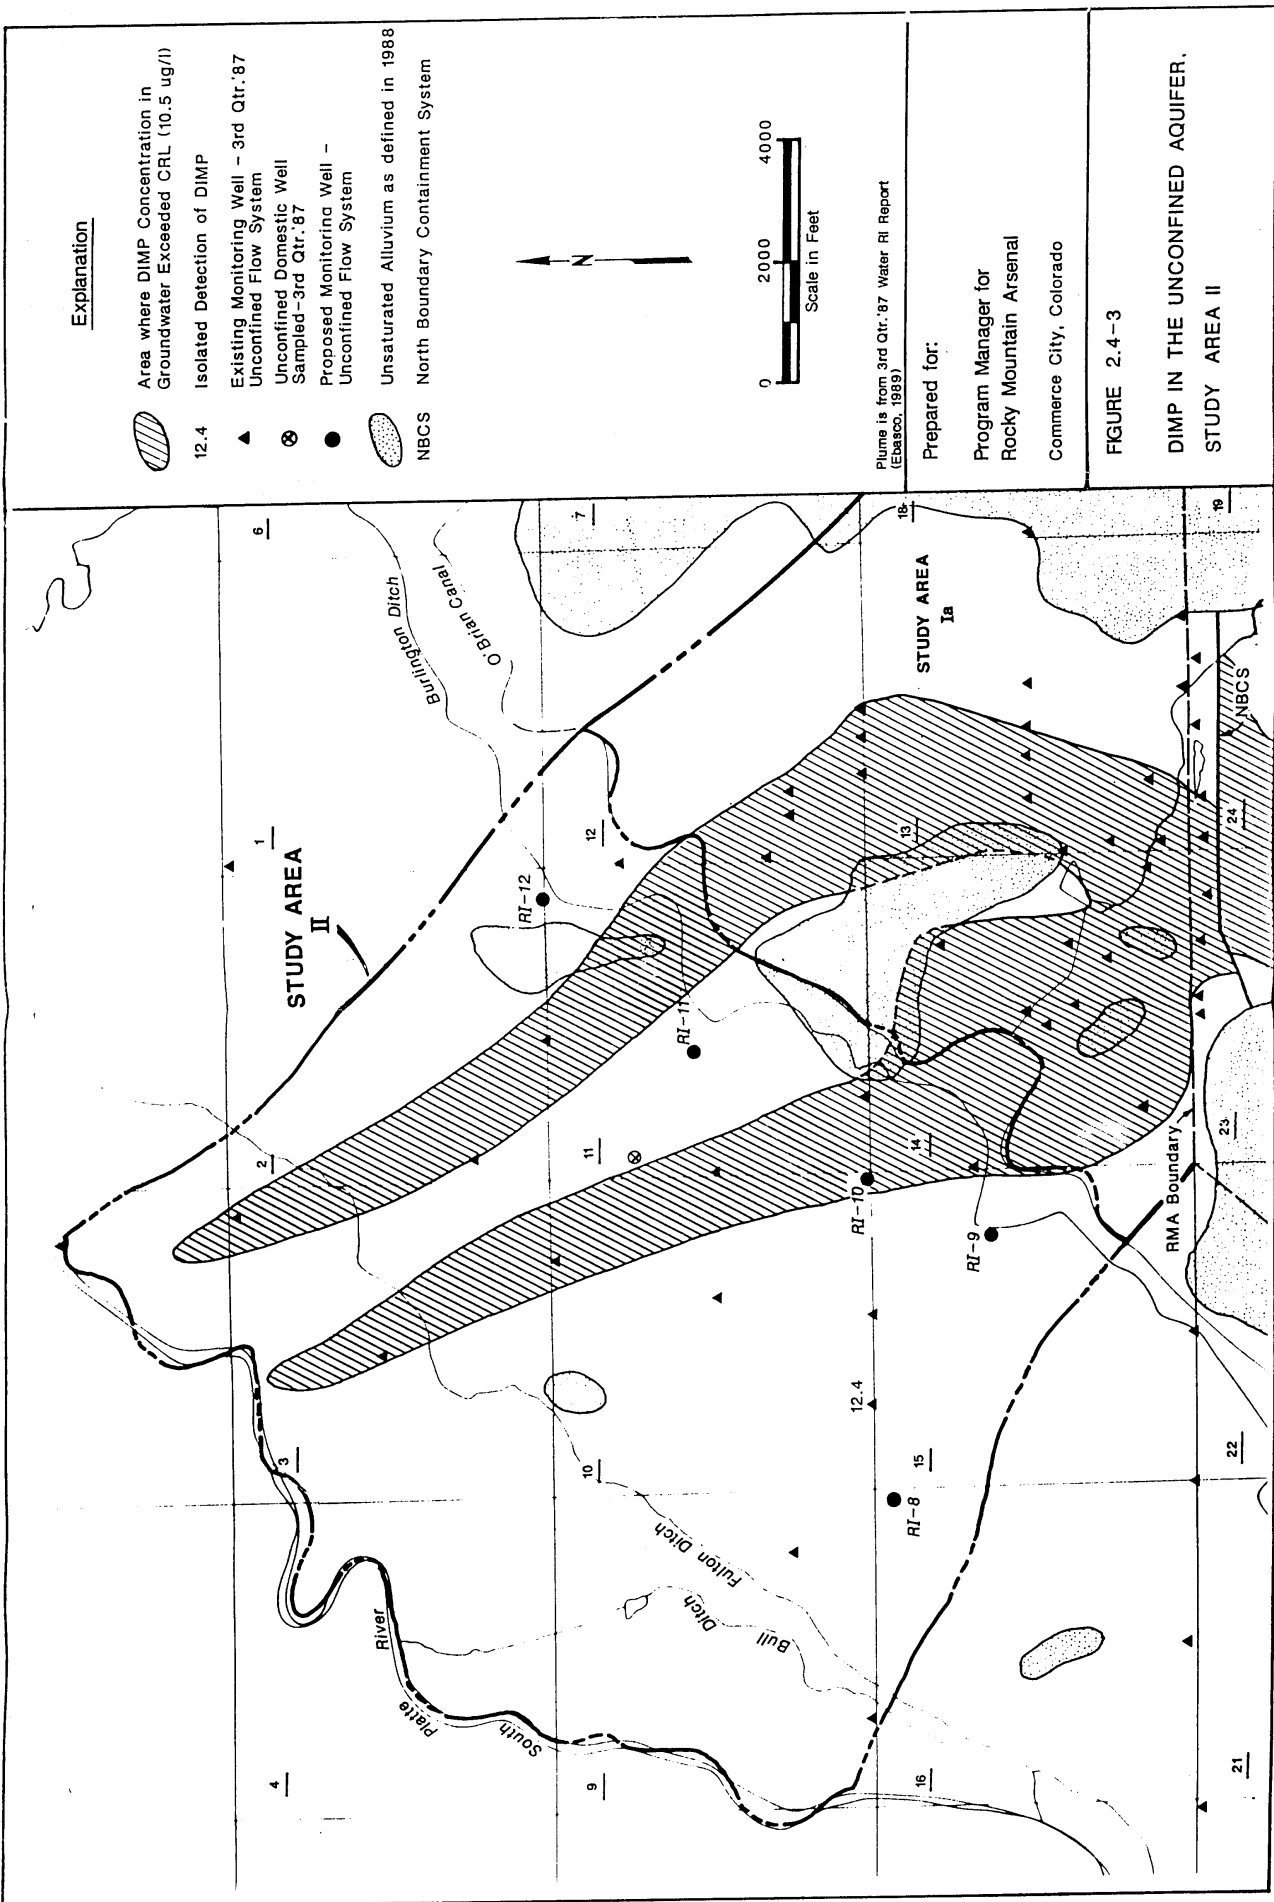 Explanation
Area where DIMP Concentration in
Groundwater Exceeded CRL (10.5 ug/l)
12.4 Isolated Detection of DIMP
Existing Monitoring Well - 3rd Qtr.'87
Unconfined Flow System
Unconfined Domestic Well
Sampled-3rd Qtr.'87
Proposed Monitoring Well -
Unconfined Flow System
Unsaturated Alluvium as defined in 1988
NBCS North Boundary Containment System
N
0 2000 4000
Scale in Feet
Plume is from 3rd Qtr.'87 Water RI Report
(Ebasco, 1989)
Prepared for:
Program Manager for
Rocky Mountain Arsenal
Commerce City, Colorado
FIGURE 2.4-3
DIMP IN THE UNCONFINED AQUIFER,
STUDY AREA II
4
3
2
1
6
STUDY AREA
II
Burlington Ditch
O'Brian Canal
South
Platte
River
9
10
11
12
7
RI-12
RI-11
Fulton Ditch
Bull
Ditch
12.4
RI-10
RI-8
RI-9
16
15
14
13
18
STUDY AREA
Ia
RMA Boundary
NBCS
21
22
23
24
19